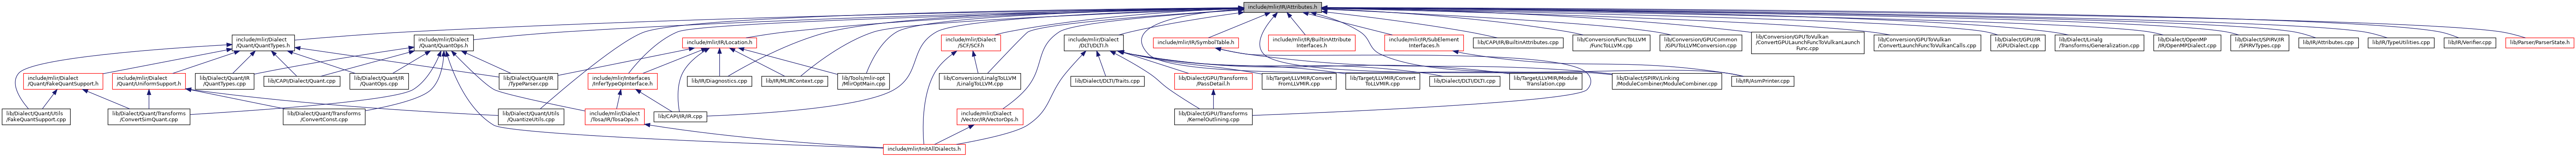 include/mlir/IR/Attributes.h
include/mlir/Dialect
/Quant/QuantTypes.h
include/mlir/Dialect
/Quant/QuantOps.h
include/mlir/IR/Location.h
include/mlir/Dialect
/SCF/SCF.h
include/mlir/Dialect
/DLTI/DLTI.h
include/mlir/IR/SymbolTable.h
include/mlir/IR/BuiltinAttribute
Interfaces.h
include/mlir/IR/SubElement
Interfaces.h
lib/CAPI/IR/BuiltinAttributes.cpp
lib/Conversion/FuncToLLVM
/FuncToLLVM.cpp
lib/Conversion/GPUCommon
/GPUToLLVMConversion.cpp
lib/Conversion/GPUToVulkan
/ConvertGPULaunchFuncToVulkanLaunch
Func.cpp
lib/Conversion/GPUToVulkan
/ConvertLaunchFuncToVulkanCalls.cpp
lib/Dialect/GPU/IR
/GPUDialect.cpp
lib/Dialect/Linalg
/Transforms/Generalization.cpp
lib/Dialect/OpenMP
/IR/OpenMPDialect.cpp
lib/Dialect/SPIRV/IR
/SPIRVTypes.cpp
lib/IR/Attributes.cpp
lib/IR/TypeUtilities.cpp
lib/IR/Verifier.cpp
lib/Parser/ParserState.h
include/mlir/Dialect
/Quant/FakeQuantSupport.h
include/mlir/Dialect
/Quant/UniformSupport.h
lib/Dialect/Quant/IR
/QuantTypes.cpp
lib/CAPI/Dialect/Quant.cpp
lib/Dialect/Quant/IR
/QuantOps.cpp
lib/Dialect/Quant/IR
/TypeParser.cpp
include/mlir/Interfaces
/InferTypeOpInterface.h
lib/IR/Diagnostics.cpp
lib/IR/MLIRContext.cpp
lib/Tools/mlir-opt
/MlirOptMain.cpp
lib/Conversion/LinalgToLLVM
/LinalgToLLVM.cpp
lib/Dialect/DLTI/Traits.cpp
lib/Dialect/GPU/Transforms
/PassDetail.h
lib/Target/LLVMIR/Convert
FromLLVMIR.cpp
lib/Target/LLVMIR/Convert
ToLLVMIR.cpp
lib/Dialect/DLTI/DLTI.cpp
lib/Target/LLVMIR/Module
Translation.cpp
lib/Dialect/SPIRV/Linking
/ModuleCombiner/ModuleCombiner.cpp
lib/IR/AsmPrinter.cpp
lib/Dialect/Quant/Utils
/FakeQuantSupport.cpp
lib/Dialect/Quant/Transforms
/ConvertSimQuant.cpp
lib/Dialect/Quant/Transforms
/ConvertConst.cpp
lib/Dialect/Quant/Utils
/QuantizeUtils.cpp
include/mlir/Dialect
/Tosa/IR/TosaOps.h
lib/CAPI/IR/IR.cpp
include/mlir/Dialect
/Vector/IR/VectorOps.h
lib/Dialect/GPU/Transforms
/KernelOutlining.cpp
include/mlir/InitAllDialects.h